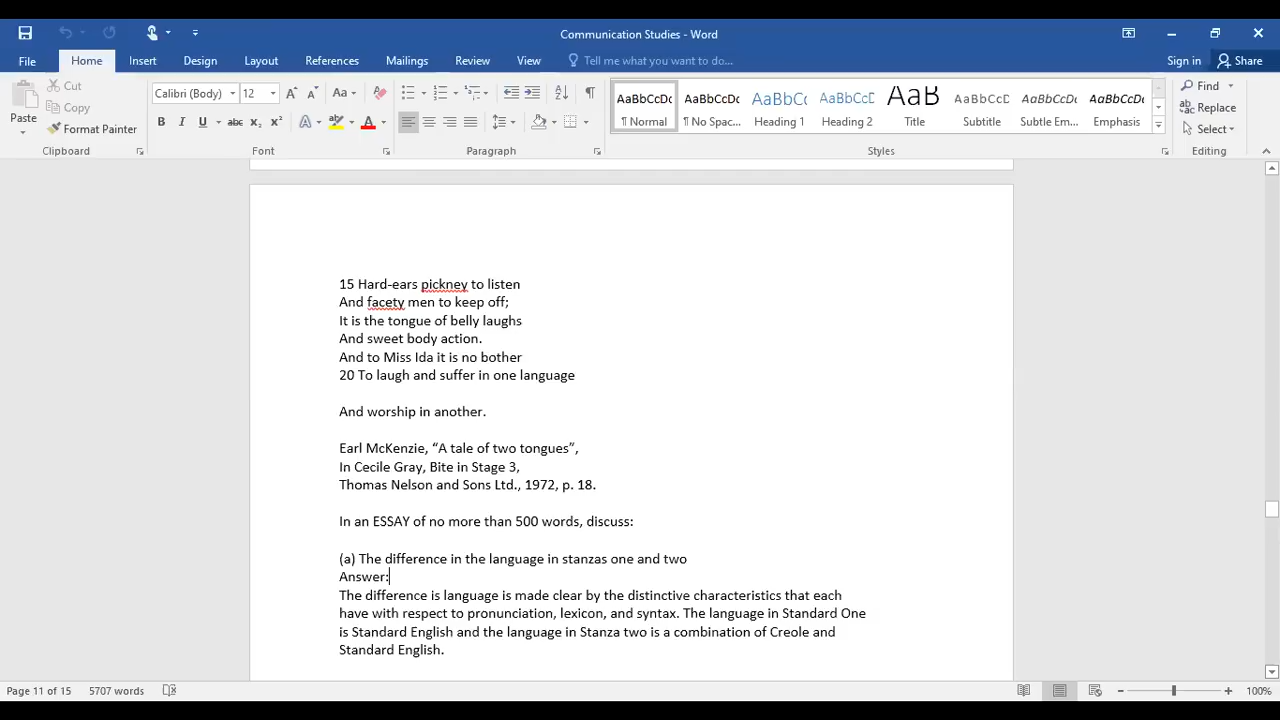 Communication Studies - Word
File Home Insert Design Layout References Mailings Review View Tell me what you want to do... Sign in Share
Paste
Cut
Copy
Format Painter
Clipboard
Calibri (Body) 12
Font
Paragraph
AaBbCcDc AaBbCcDc AaBbCc AaBbCcC AaB AaBbCcD AaBbCcDc AaBbCcDc
¶ Normal ¶ No Spac... Heading 1 Heading 2 Title Subtitle Subtle Em... Emphasis
Styles
Find
Replace
Select
Editing
15 Hard-ears pickney to listen
And facety men to keep off;
It is the tongue of belly laughs
And sweet body action.
And to Miss Ida it is no bother
20 To laugh and suffer in one language
And worship in another.
Earl McKenzie, “A tale of two tongues”,
In Cecile Gray, Bite in Stage 3,
Thomas Nelson and Sons Ltd., 1972, p. 18.
In an ESSAY of no more than 500 words, discuss:
(a) The difference in the language in stanzas one and two
Answer:
The difference is language is made clear by the distinctive characteristics that each
have with respect to pronunciation, lexicon, and syntax. The language in Standard One
is Standard English and the language in Stanza two is a combination of Creole and
Standard English.
Page 11 of 15 5707 words 100%